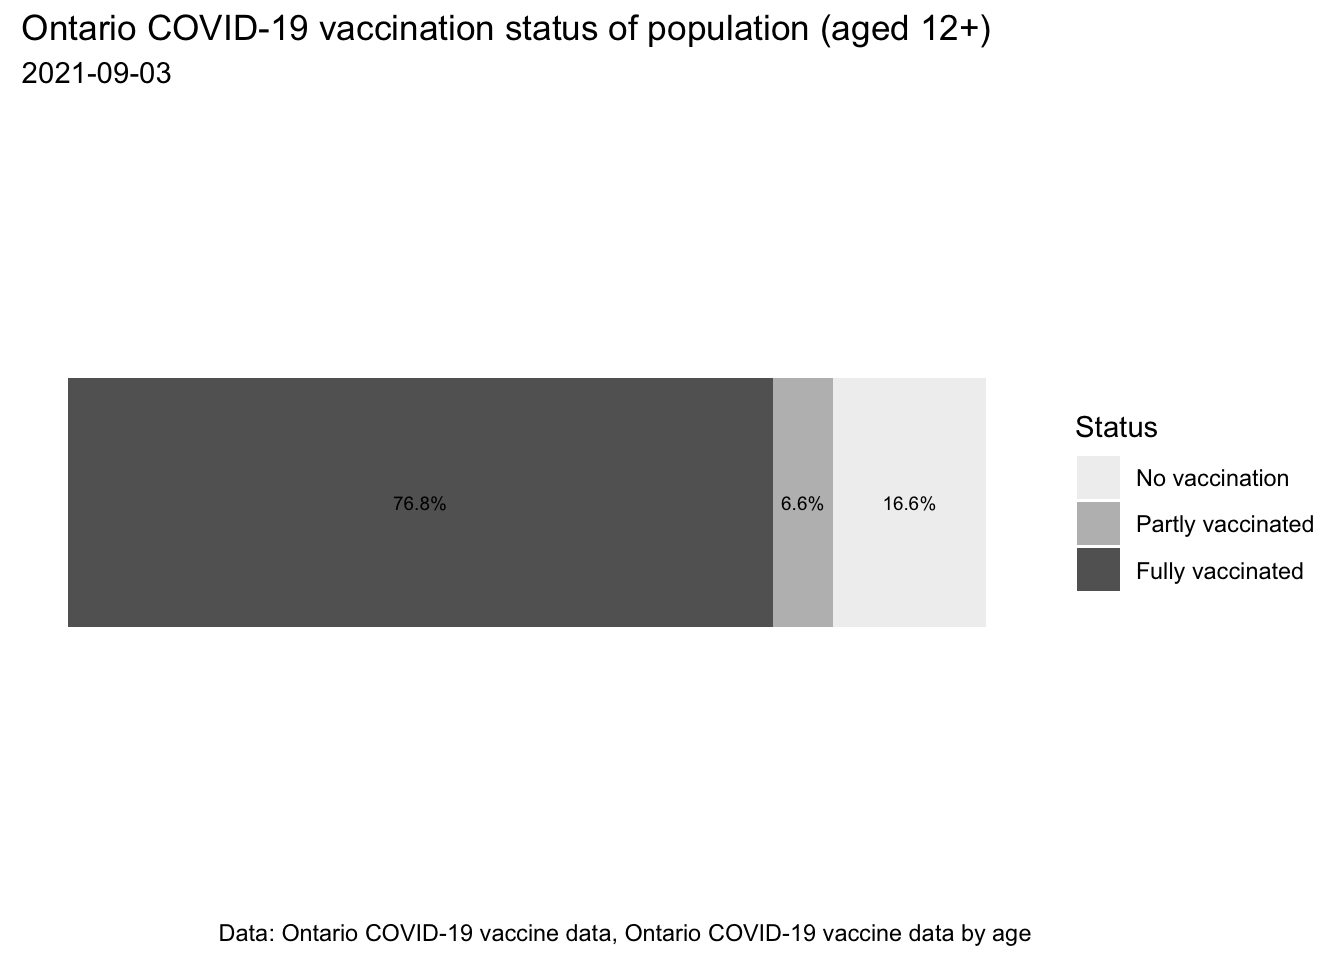 Ontario COVID-19 vaccination status of population (aged 12+)
2021-09-03
76.8%
6.6%
16.6%
Status
No vaccination
Partly vaccinated
Fully vaccinated
Data: Ontario COVID-19 vaccine data, Ontario COVID-19 vaccine data by age